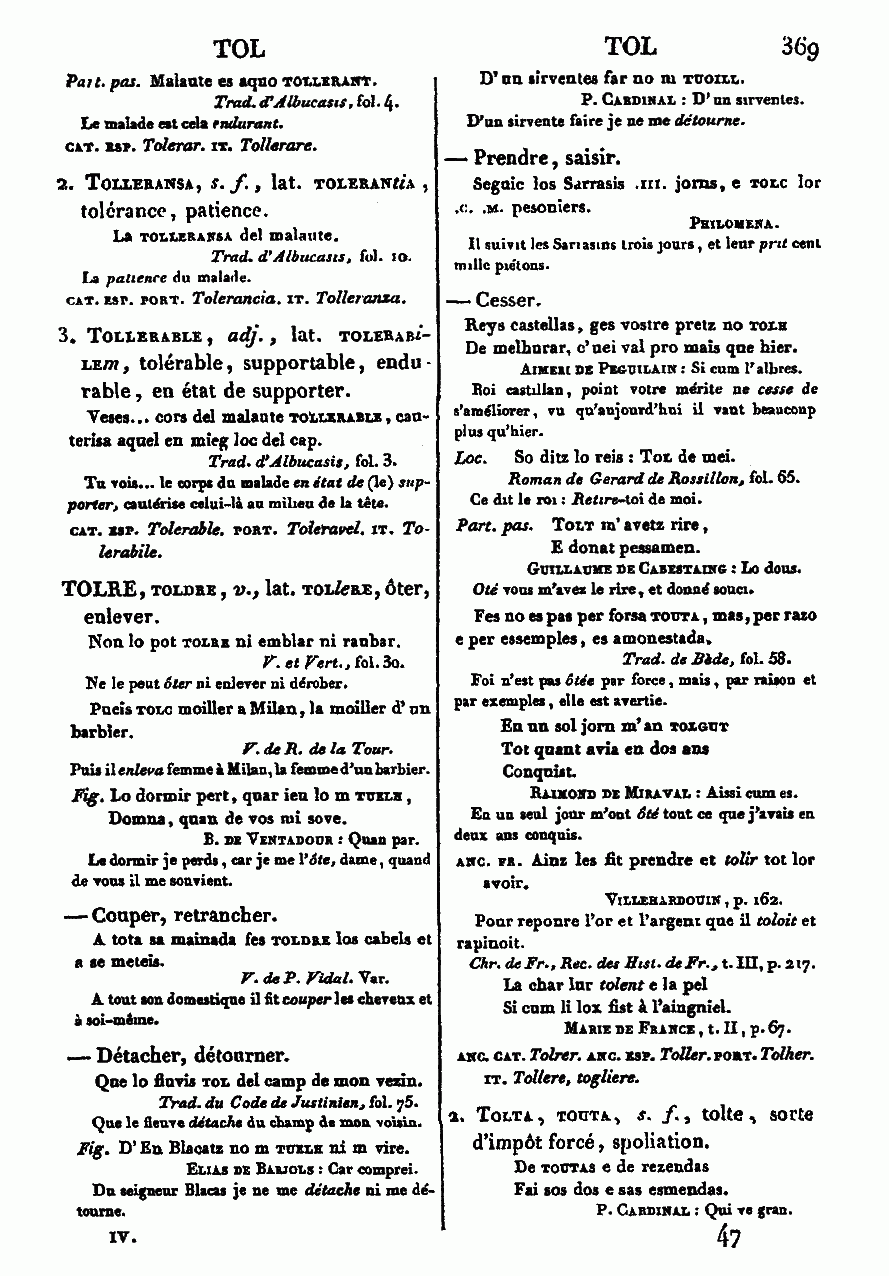 TOL
TOL 369
Part. pas. Malaute es aquo TOLLERANT.
Trad. d'Albucasis, fol. 4.
Le malade est cela endurant.
CAT. ESP. Tolerar. IT. Tollerare.
2. TOLLERANSA, s. f., lat. TOLERANtiA,
tolérance, patience.
La TOLLERANSA del malaute.
Trad. d'Albucasis, fol. 10.
La patience du malade.
CAT. ESP. PORT. Tolerancia. IT. Tolleranza.
3. TOLLERABLE, adj., lat. TOLERABi-
LEm, tolérable, supportable, endu-
rable, en état de supporter.
Veses... cors del malaute TOLLERABLE, cau-
terisa aquel en mieg loc del cap.
Trad. d'Albucasis, fol. 3.
Tu vois... le corps du malade en état de (le) sup-
porter, cautérise celui-là au milieu de la tête.
CAT. ESP. Tolerable. PORT. Toleravel. IT. To-
lerabile.
TOLRE, TOLDRE, v., lat. TOLleRE, ôter,
enlever.
Non lo pot TOLRE ni emblar ni raubar.
V. et Vert., fol. 30.
Ne le peut ôter ni enlever ni dérober.
Pueis TOLC moiller a Milan, la moiller d'un
barbier.
V. de R. de la Tour.
Puis il enleva femme à Milan, la femme d'un barbier.
Fig. Lo dormir pert, quar ieu lo m TUELH,
Domna, quan de vos mi sove.
B. DE VENTADOUR : Quan par.
Le dormir je perds, car je me l'ôte, dame, quand
de vous il me souvient.
— Couper, retrancher.
A tota sa mainada fes TOLDRE los cabels et
a se meteis.
V. de P. Vidal. Var.
A tout son domestique il fit couper les cheveux et
à soi-même.
— Détacher, détourner.
Que lo fluvis TOL del camp de mon vezin.
Trad. du Code de Justinien, fol. 75.
Que le fleuve détache du champ de mon voisin.
Fig. D'En Blacatz no m TUELH ni m vire.
ELIAS DE BARJOLS : Car comprei.
Du seigneur Blacas je ne me détache ni me dé-
tourne.
IV.
D'un sirventes far no m TUOILL.
P. CARDINAL : D'un sirventes.
D'un sirvente faire je ne me détourne.
— Prendre, saisir.
Seguic los Sarrasis .III. jorns, e TOLC lor
.C. .M. pesoniers.
PHILOMENA.
Il suivit les Sarrasins trois jours, et leur prit cent
mille piétons.
— Cesser.
Reys castellas, ges vostre pretz no TOLH
De melhurar, c'uei val pro mais que hier.
AIMERI DE PEGUILAIN : Si cum l'albres.
Roi castillan, point votre mérite ne cesse de
s'améliorer, vu qu'aujourd'hui il vaut beaucoup
plus qu'hier.
Loc. So ditz lo reis : TOL de mei.
Roman de Gerard de Rossillon, fol. 65.
Ce dit le roi : Retire-toi de moi.
Part. pas. TOLT m'avetz rire,
E donat pessamen.
GUILLAUME DE CABESTAING : Lo dous.
Oté vous m'avez le rire, et donné souci.
Fes no es pas per forsa TOUTA, mas, per razo
e per essemples, es amonestada.
Trad. de Bède, fol. 58.
Foi n'est pas ôtée par force, mais, par raison et
par exemples, elle est avertie.
En un sol jorn m'an TOLGUT
Tot quant avia en dos ans
Conquist.
RAIMOND DE MIRAVAL : Aissi cum es.
En un seul jour m'ont ôté tout ce que j'avais en
deux ans conquis.
ANC. FR. Ainz les fit prendre et tolir tot lor
avoir.
VILLEHARDOUIN, p. 162.
Pour reponre l'or et l'argent que il toloit et
rapinoit.
Chr. de Fr., Rec. des Hist. de Fr., t. III, p. 217.
La char lur tolent e la pel
Si cum li lox fist à l'aingniel.
MARIE DE FRANCE, t. II, p. 67.
ANC. CAT. Tolrer. ANC. ESP. Toller. PORT. Tolher.
IT. Tollere, togliere.
2. TOLTA, TOUTA, s. f., tolte, sorte
d'impôt forcé, spoliation.
De TOUTAS e de rezendas
Fai sos dos e sas esmendas.
P. CARDINAL : Qui ve gran.
47